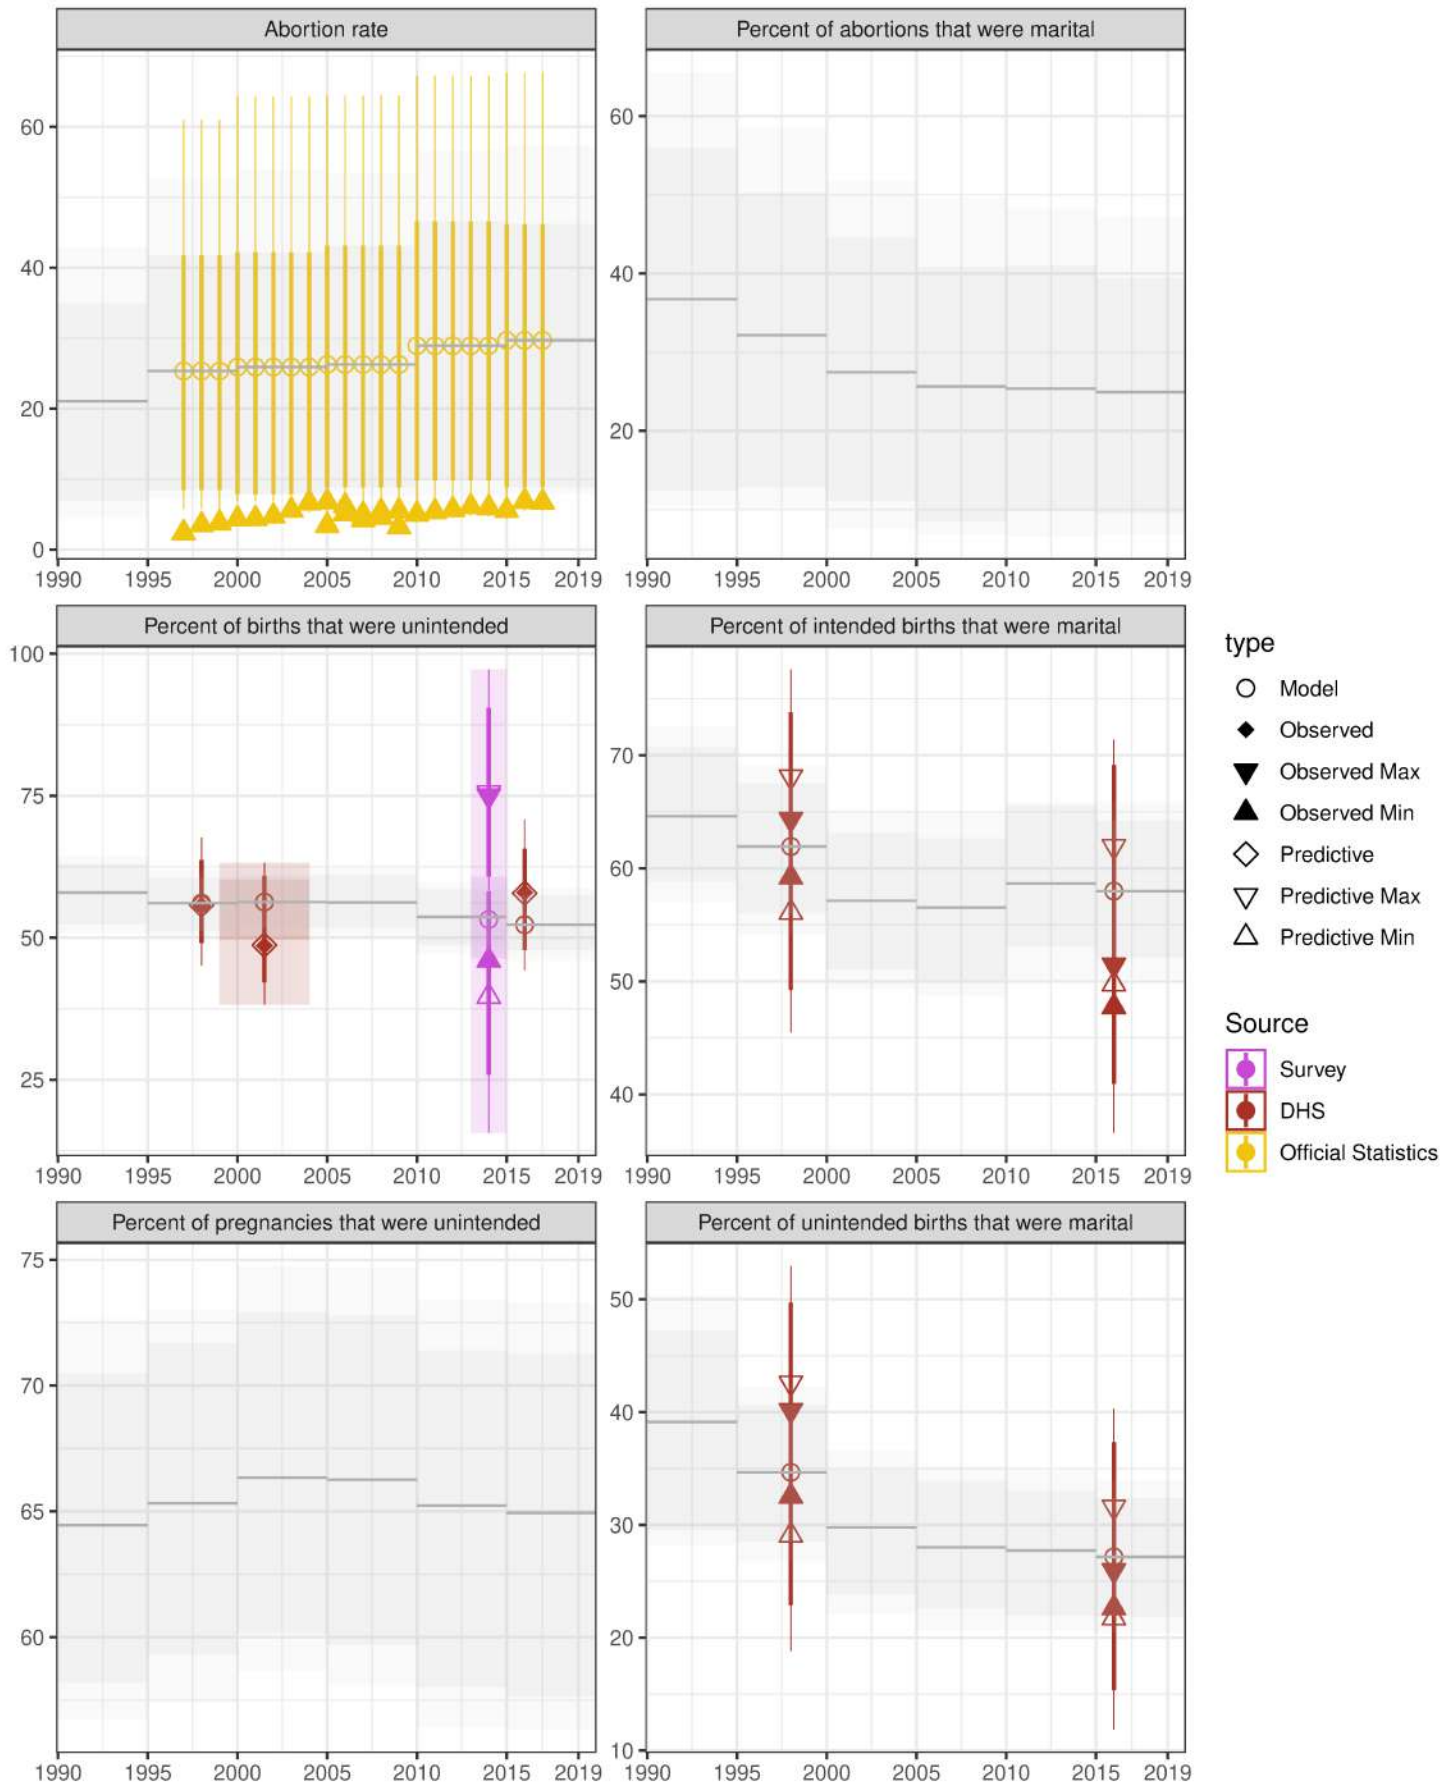 Abortion rate
Percent of abortions that were marital
60
40
20
0
1990 1995 2000 2005 2010 2015 2019
60
40
20
1990 1995 2000 2005 2010 2015 2019
Percent of births that were unintended
Percent of intended births that were marital
100
75
50
25
1990 1995 2000 2005 2010 2015 2019
70
60
50
40
1990 1995 2000 2005 2010 2015 2019
Percent of pregnancies that were unintended
Percent of unintended births that were marital
75
70
65
60
1990 1995 2000 2005 2010 2015 2019
50
40
30
20
10
1990 1995 2000 2005 2010 2015 2019
type
Model
Observed
Observed Max
Observed Min
Predictive
Predictive Max
Predictive Min
Source
Survey
DHS
Official Statistics